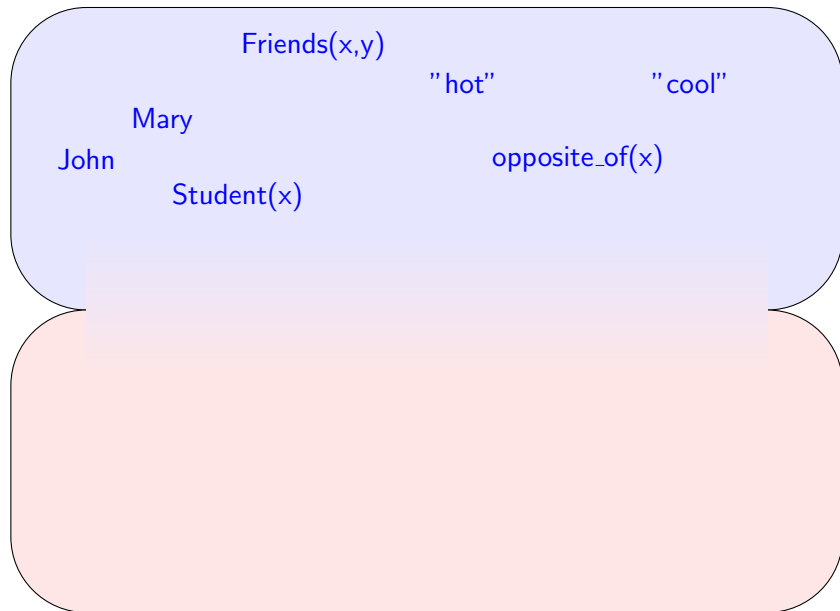 Friends(x,y)
"hot" "cool"
Mary
John opposite_of(x)
Student(x)